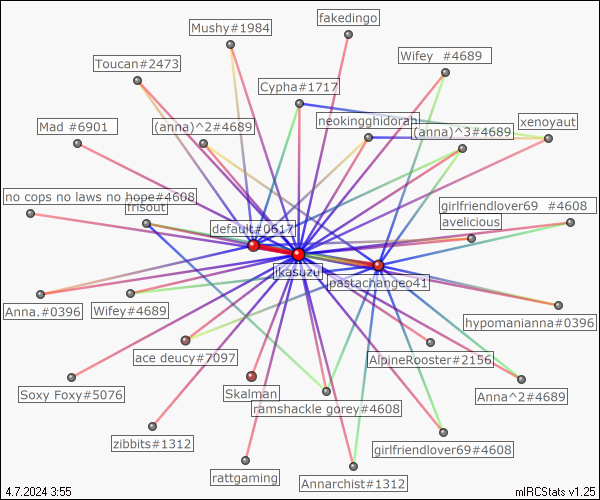 fakedingo
Mushy#1984
Wifey  #4689
Toucan#2473
Cypha#1717
neokingghidorah
xenoyaut
Mad #6901
(anna)^2#4689
(anna)^3#4689
no cops no laws no hope#4608
frisout
girlfriendlover69  #4608
avelicious
default#0617
ikasuzu
pastachangeo41
Anna.#0396
Wifey#4689
hypomanianna#0396
ace deucy#7097
AlpineRooster#2156
Soxy Foxy#5076
Skalman
ramshackle gorey#4608
Anna^2#4689
zibbits#1312
girlfriendlover69#4608
rattgaming
Annarchist#1312
4.7.2024 3:55
mIRCStats v1.25